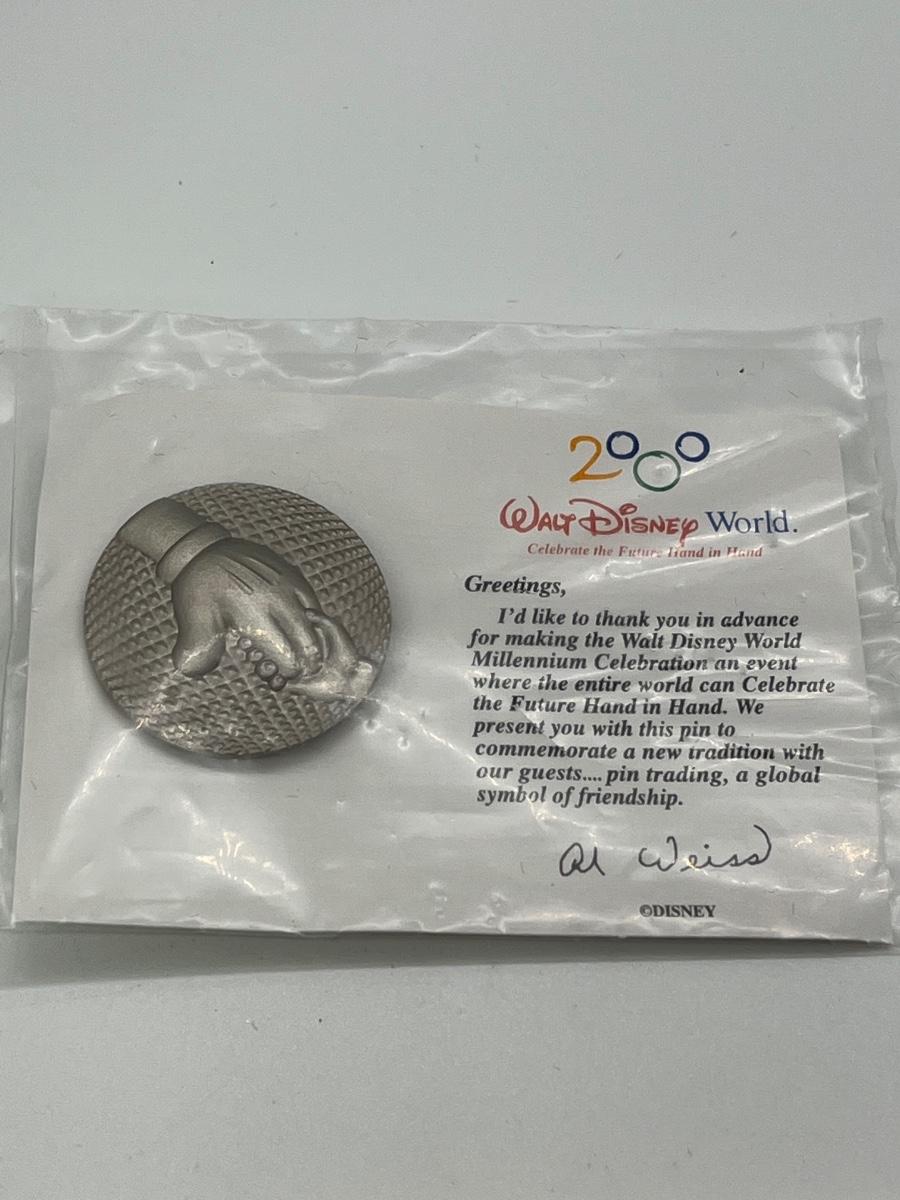 2000
WALT DISNEY World.
Celebrate the Future Hand in Hand
Greetings,
I'd like to thank you in advance
for making the Walt Disney World
Millennium Celebration an event
where the entire world can Celebrate
the Future Hand in Hand. We
present you with this pin to
commemorate a new tradition with
our guests.... pin trading, a global
symbol of friendship.
Al Weiss
©DISNEY